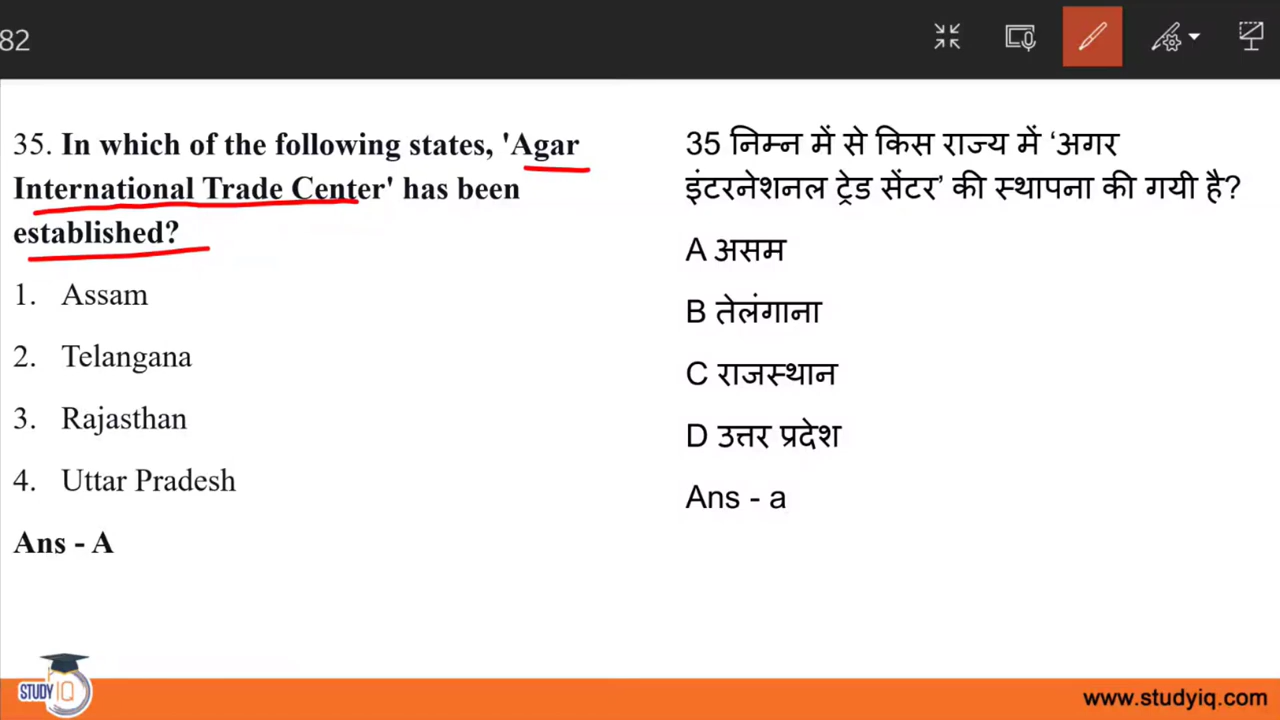 82
35. In which of the following states, 'Agar
International Trade Center' has been
established?
1. Assam
2. Telangana
3. Rajasthan
4. Uttar Pradesh
Ans - A
35 निम्न में से किस राज्य में ‘अगर
इंटरनेशनल ट्रेड सेंटर’ की स्थापना की गयी है?
A असम
B तेलंगाना
C राजस्थान
D उत्तर प्रदेश
Ans - a
STUDY IQ
www.studyiq.com